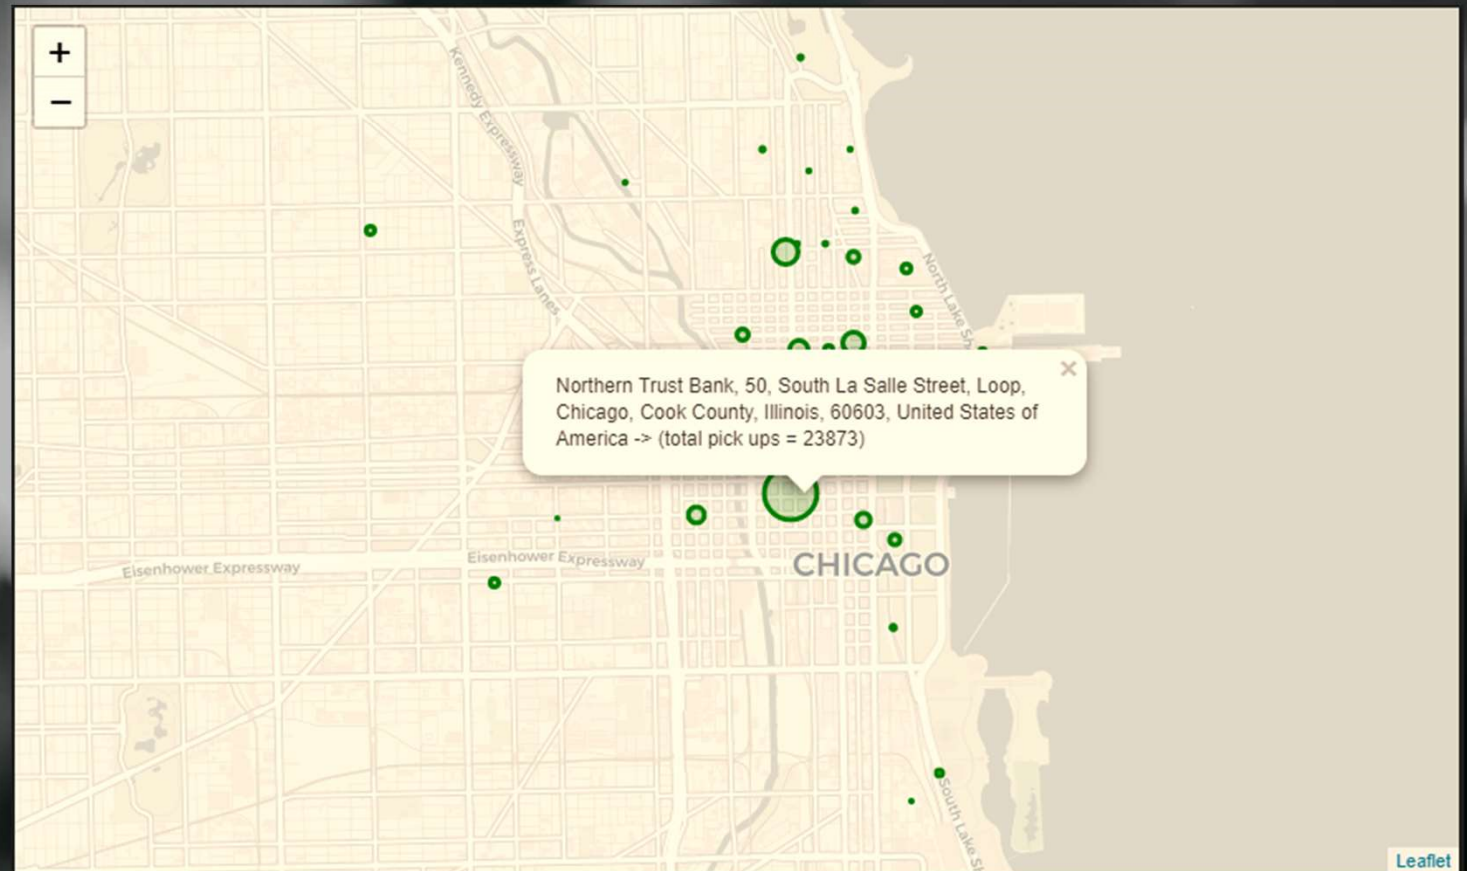 +
−
Kennedy Expressway
Express Lanes
North Lake Sh
×
Northern Trust Bank, 50, South La Salle Street, Loop,
Chicago, Cook County, Illinois, 60603, United States of
America -> (total pick ups = 23873)
Eisenhower Expressway
Eisenhower Expressway
CHICAGO
South Lake Sh
Leaflet